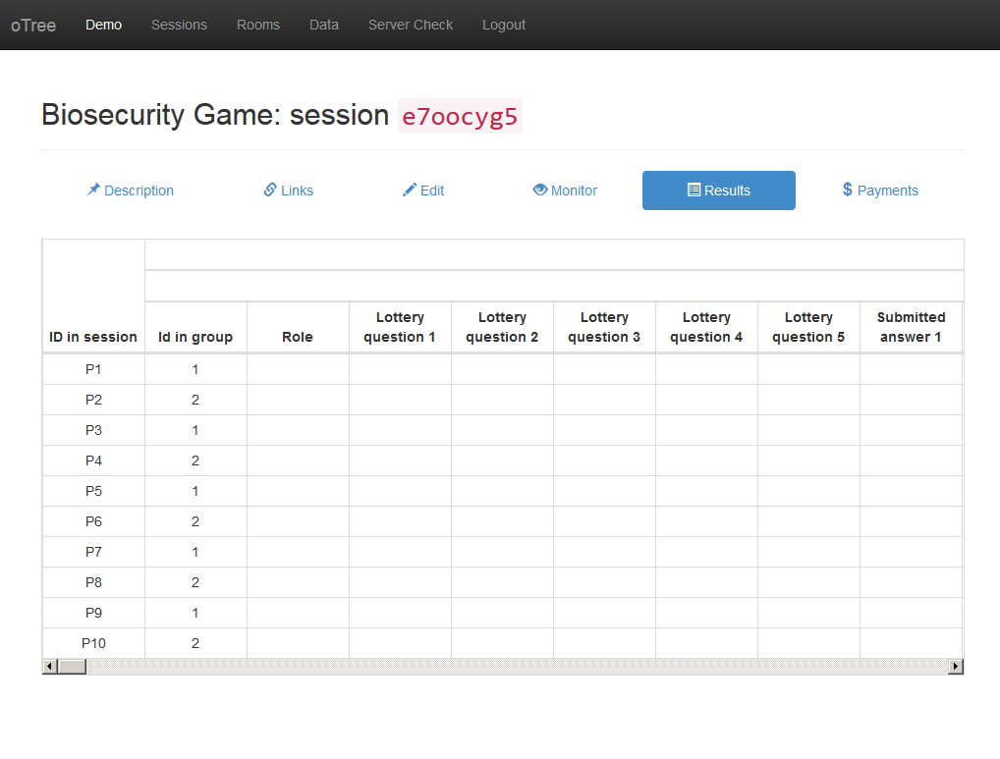 oTree Demo Sessions Rooms Data Server Check Logout
Biosecurity Game: session e7oocyg5
Description Links Edit Monitor Results $ Payments
ID in session Id in group Role Lottery question 1 Lottery question 2 Lottery question 3 Lottery question 4 Lottery question 5 Submitted answer 1
P1 1
P2 2
P3 1
P4 2
P5 1
P6 2
P7 1
P8 2
P9 1
P10 2